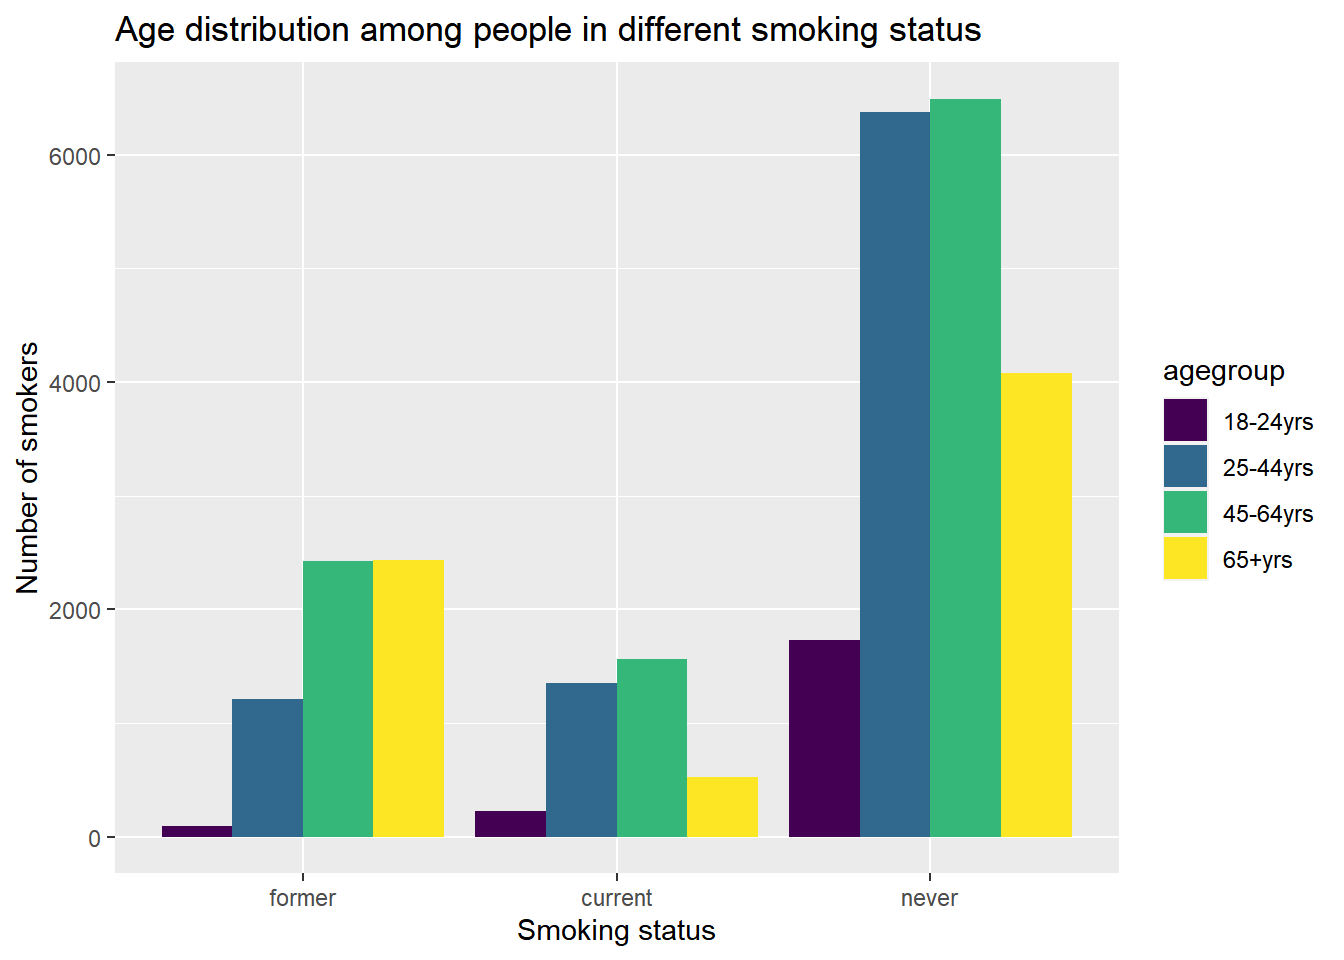 Age distribution among people in different smoking status
Number of smokers
6000
4000
2000
0
former current never
Smoking status
agegroup
18-24yrs
25-44yrs
45-64yrs
65+yrs